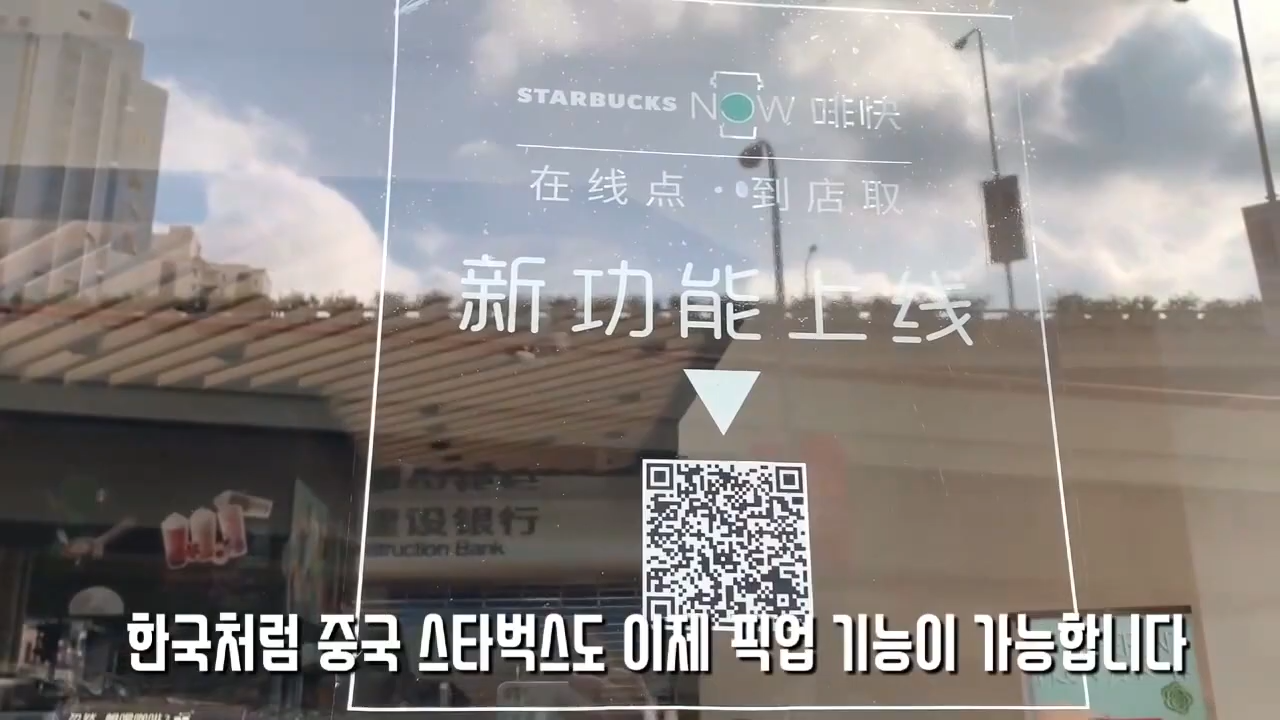 STARBUCKS NOW 啡快
在线点·到店取
新功能上线
建设银行
struction Bank
한국처럼 중국 스타벅스도 이제 픽업 기능이 가능합니다